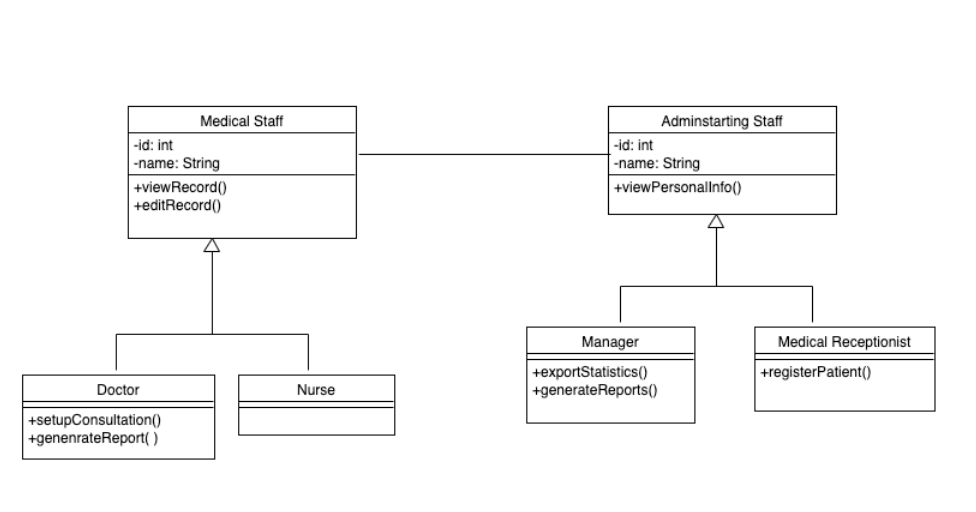 Medical Staff
-id: int
-name: String
+viewRecord()
+editRecord()
Adminstarting Staff
-id: int
-name: String
+viewPersonalInfo()
Doctor
+setupConsultation()
+genenrateReport( )
Nurse
Manager
+exportStatistics()
+generateReports()
Medical Receptionist
+registerPatient()